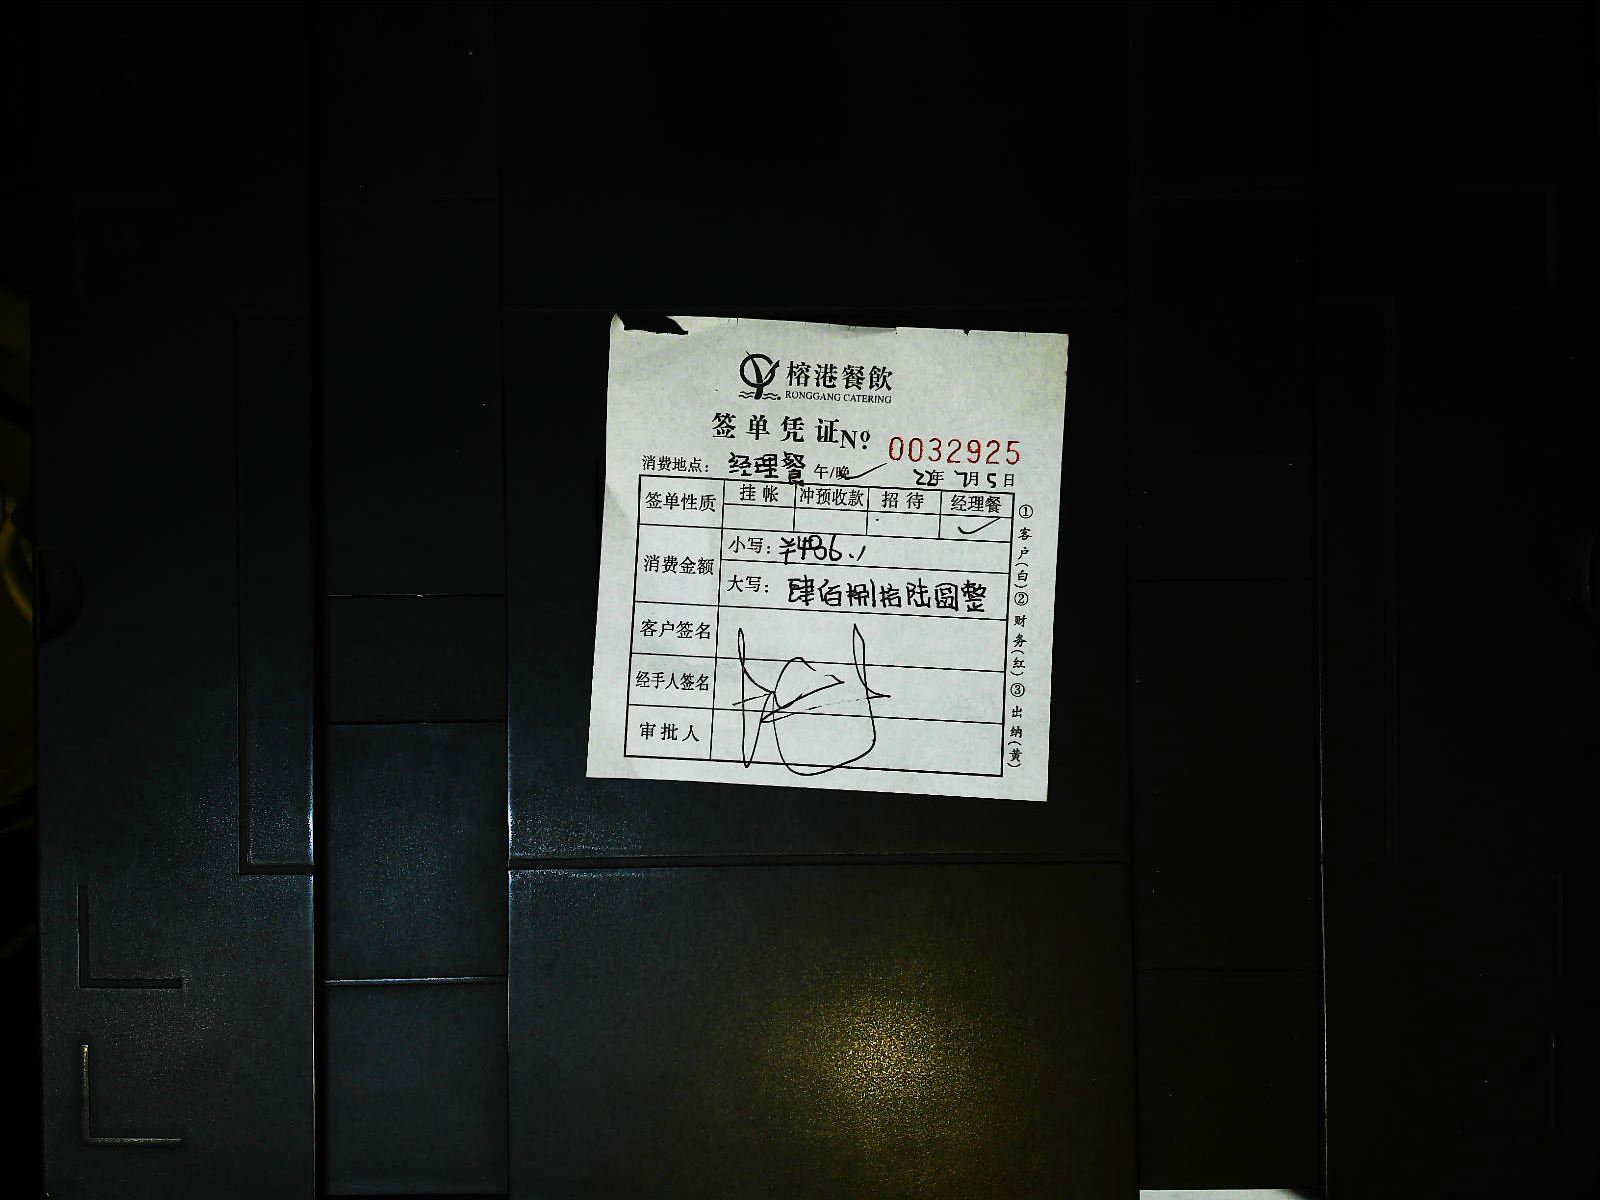 榕港餐飲
RONGGANG CATERING
签单凭证 Nº 0032925
消费地点：经理餐 午/晚 22年7月5日
签单性质 挂帐 冲预收款 招待 经理餐
消费金额 小写：¥486.
大写：肆佰捌拾陆圆整
客户签名
经手人签名
审批人
①客户(白)②财务(红)③出纳(黄)